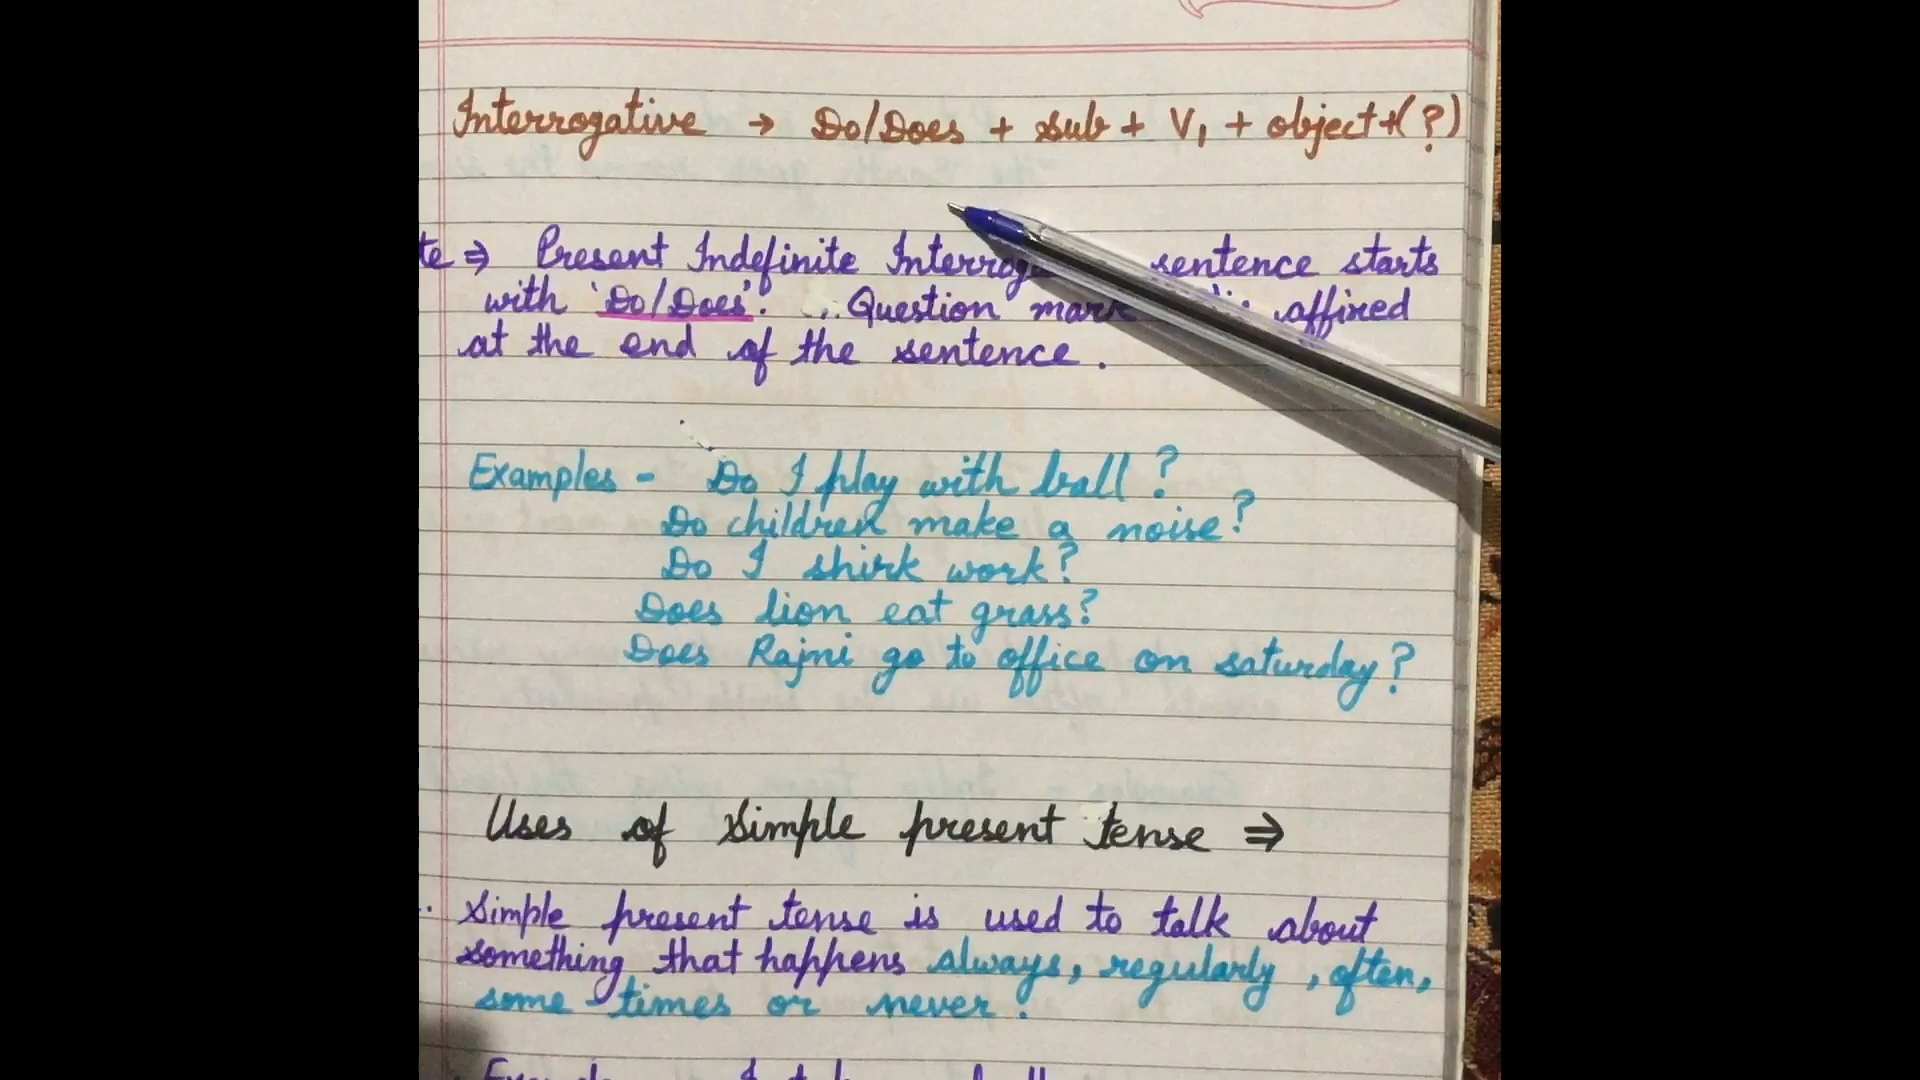 Interrogative → Do/Does + sub + V1 + object + (?)
te ⇒ Present Indefinite sentence starts
with 'Do/Does'. Question mark affixed
at the end of the sentence.
Examples - Do I play with ball?
Do children make a noise?
Do I shirk work?
Does lion eat grass?
Does Rajni go to office on saturday?
Uses of Simple present tense ⇒
Simple present tense is used to talk about
something that happens always, regularly, often,
some-times or never.